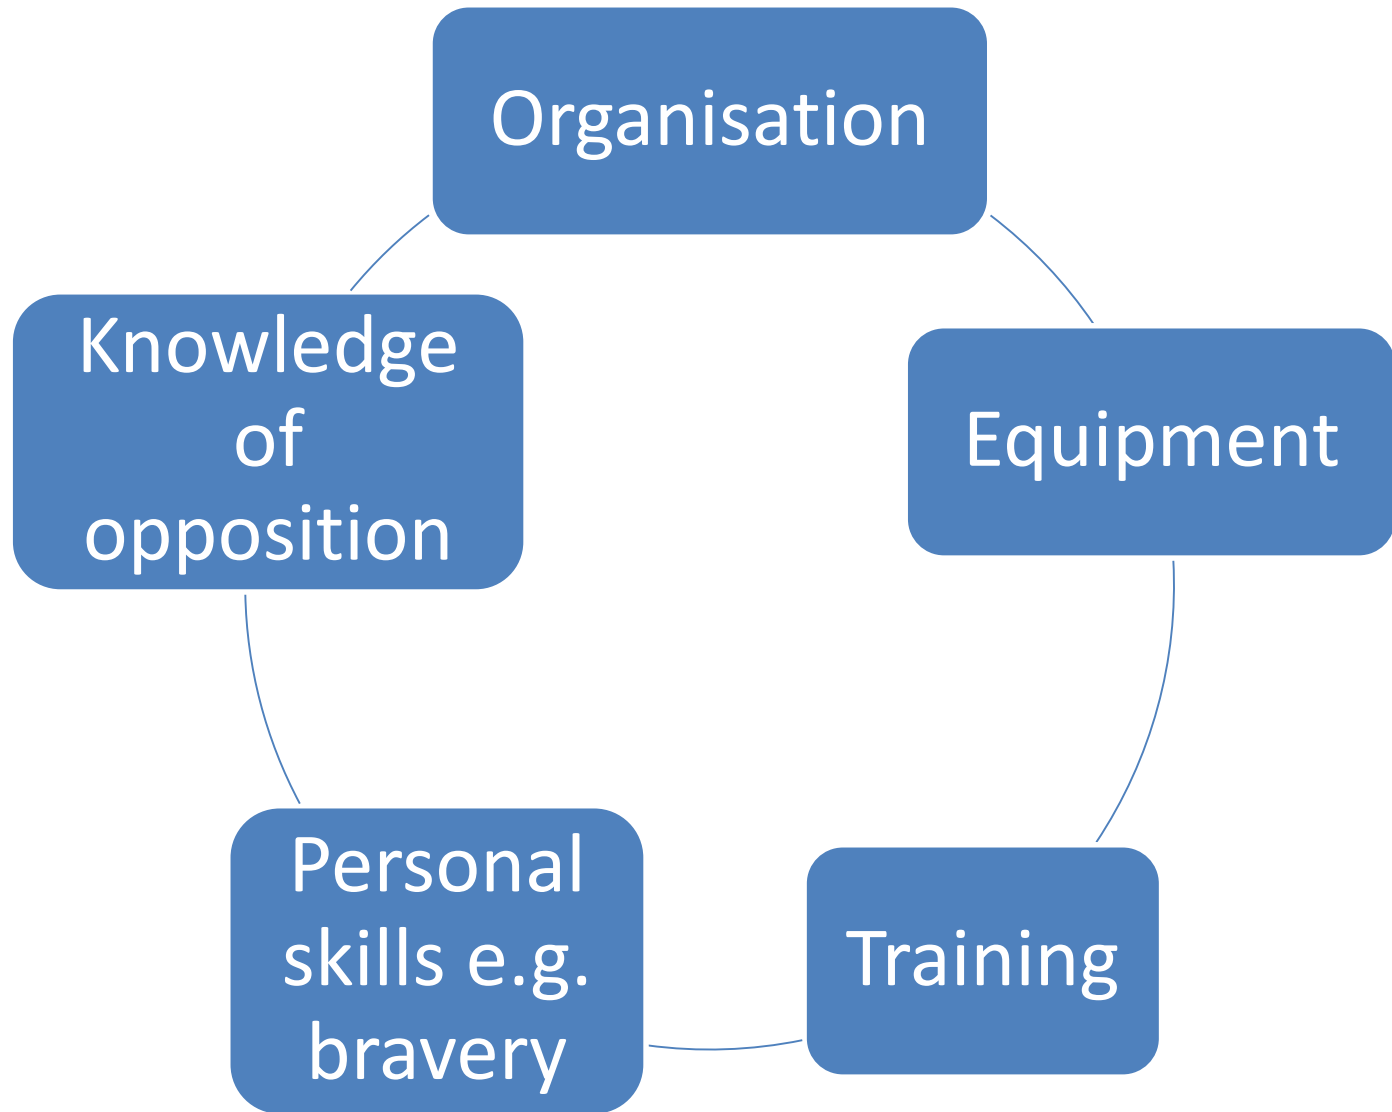 Organisation
Equipment
Training
Personal
skills e.g.
bravery
Knowledge
of
opposition